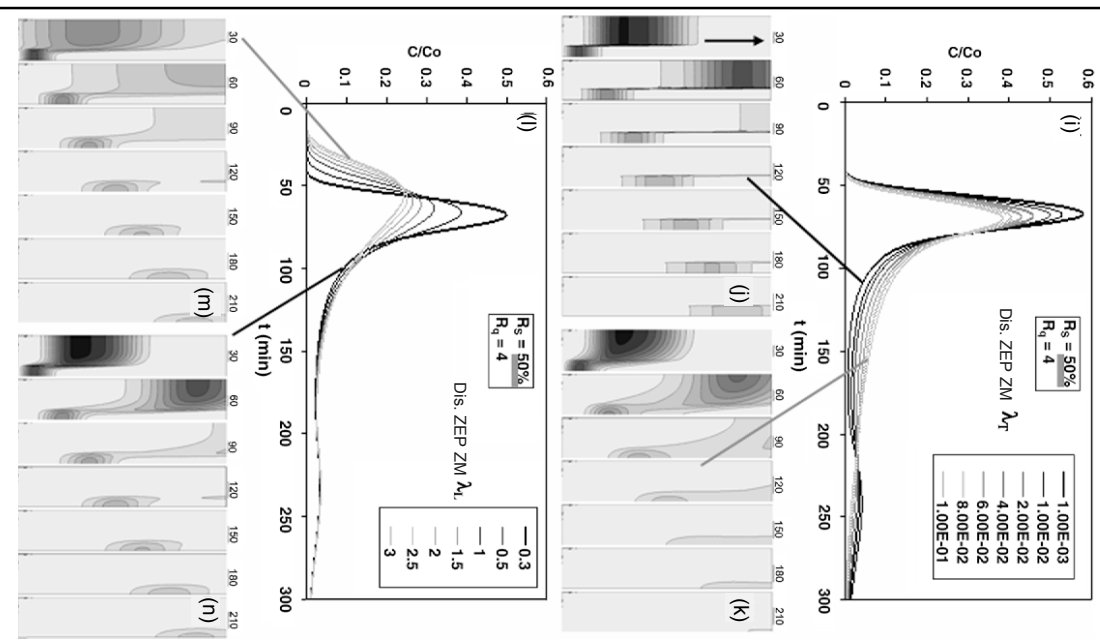 (i)
C/Co
0.6
0.5
0.4
0.3
0.2
0.1
0
Dis. ZEP ZM λT
RS = 50%
Rq = 4
1.00E-03
1.00E-02
2.00E-02
4.00E-02
6.00E-02
8.00E-02
1.00E-01
0 50 100 150 200 250 300
t (min)
30 60 90 120 150 180 210
(j)
30 60 90 120 150 180 210
(k)
(l)
C/Co
0.6
0.5
0.4
0.3
0.2
0.1
0
RS = 50%
Rq = 4
Dis. ZEP ZM λL
0.3
0.5
1
1.5
2
2.5
3
0 50 100 150 200 250 300
t (min)
30 60 90 120 150 180 210
(m)
30 60 90 120 150 180 210
(n)